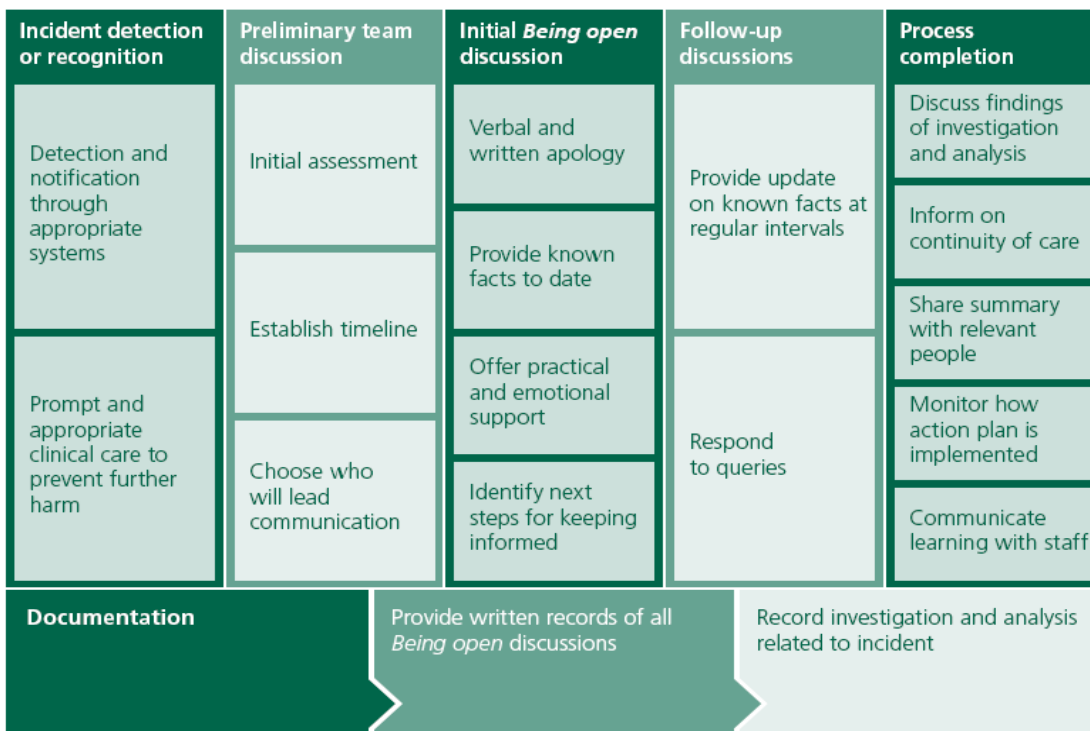 Incident detection
or recognition
Detection and
notification
through
appropriate
systems
Prompt and
appropriate
clinical care to
prevent further
harm
Preliminary team
discussion
Initial assessment
Establish timeline
Choose who
will lead
communication
Initial Being open
discussion
Verbal and
written apology
Provide known
facts to date
Offer practical
and emotional
support
Identify next
steps for keeping
informed
Follow-up
discussions
Provide update
on known facts at
regular intervals
Respond
to queries
Process
completion
Discuss findings
of investigation
and analysis
Inform on
continuity of care
Share summary
with relevant
people
Monitor how
action plan is
implemented
Communicate
learning with staff
Documentation
Provide written records of all
Being open discussions
Record investigation and analysis
related to incident